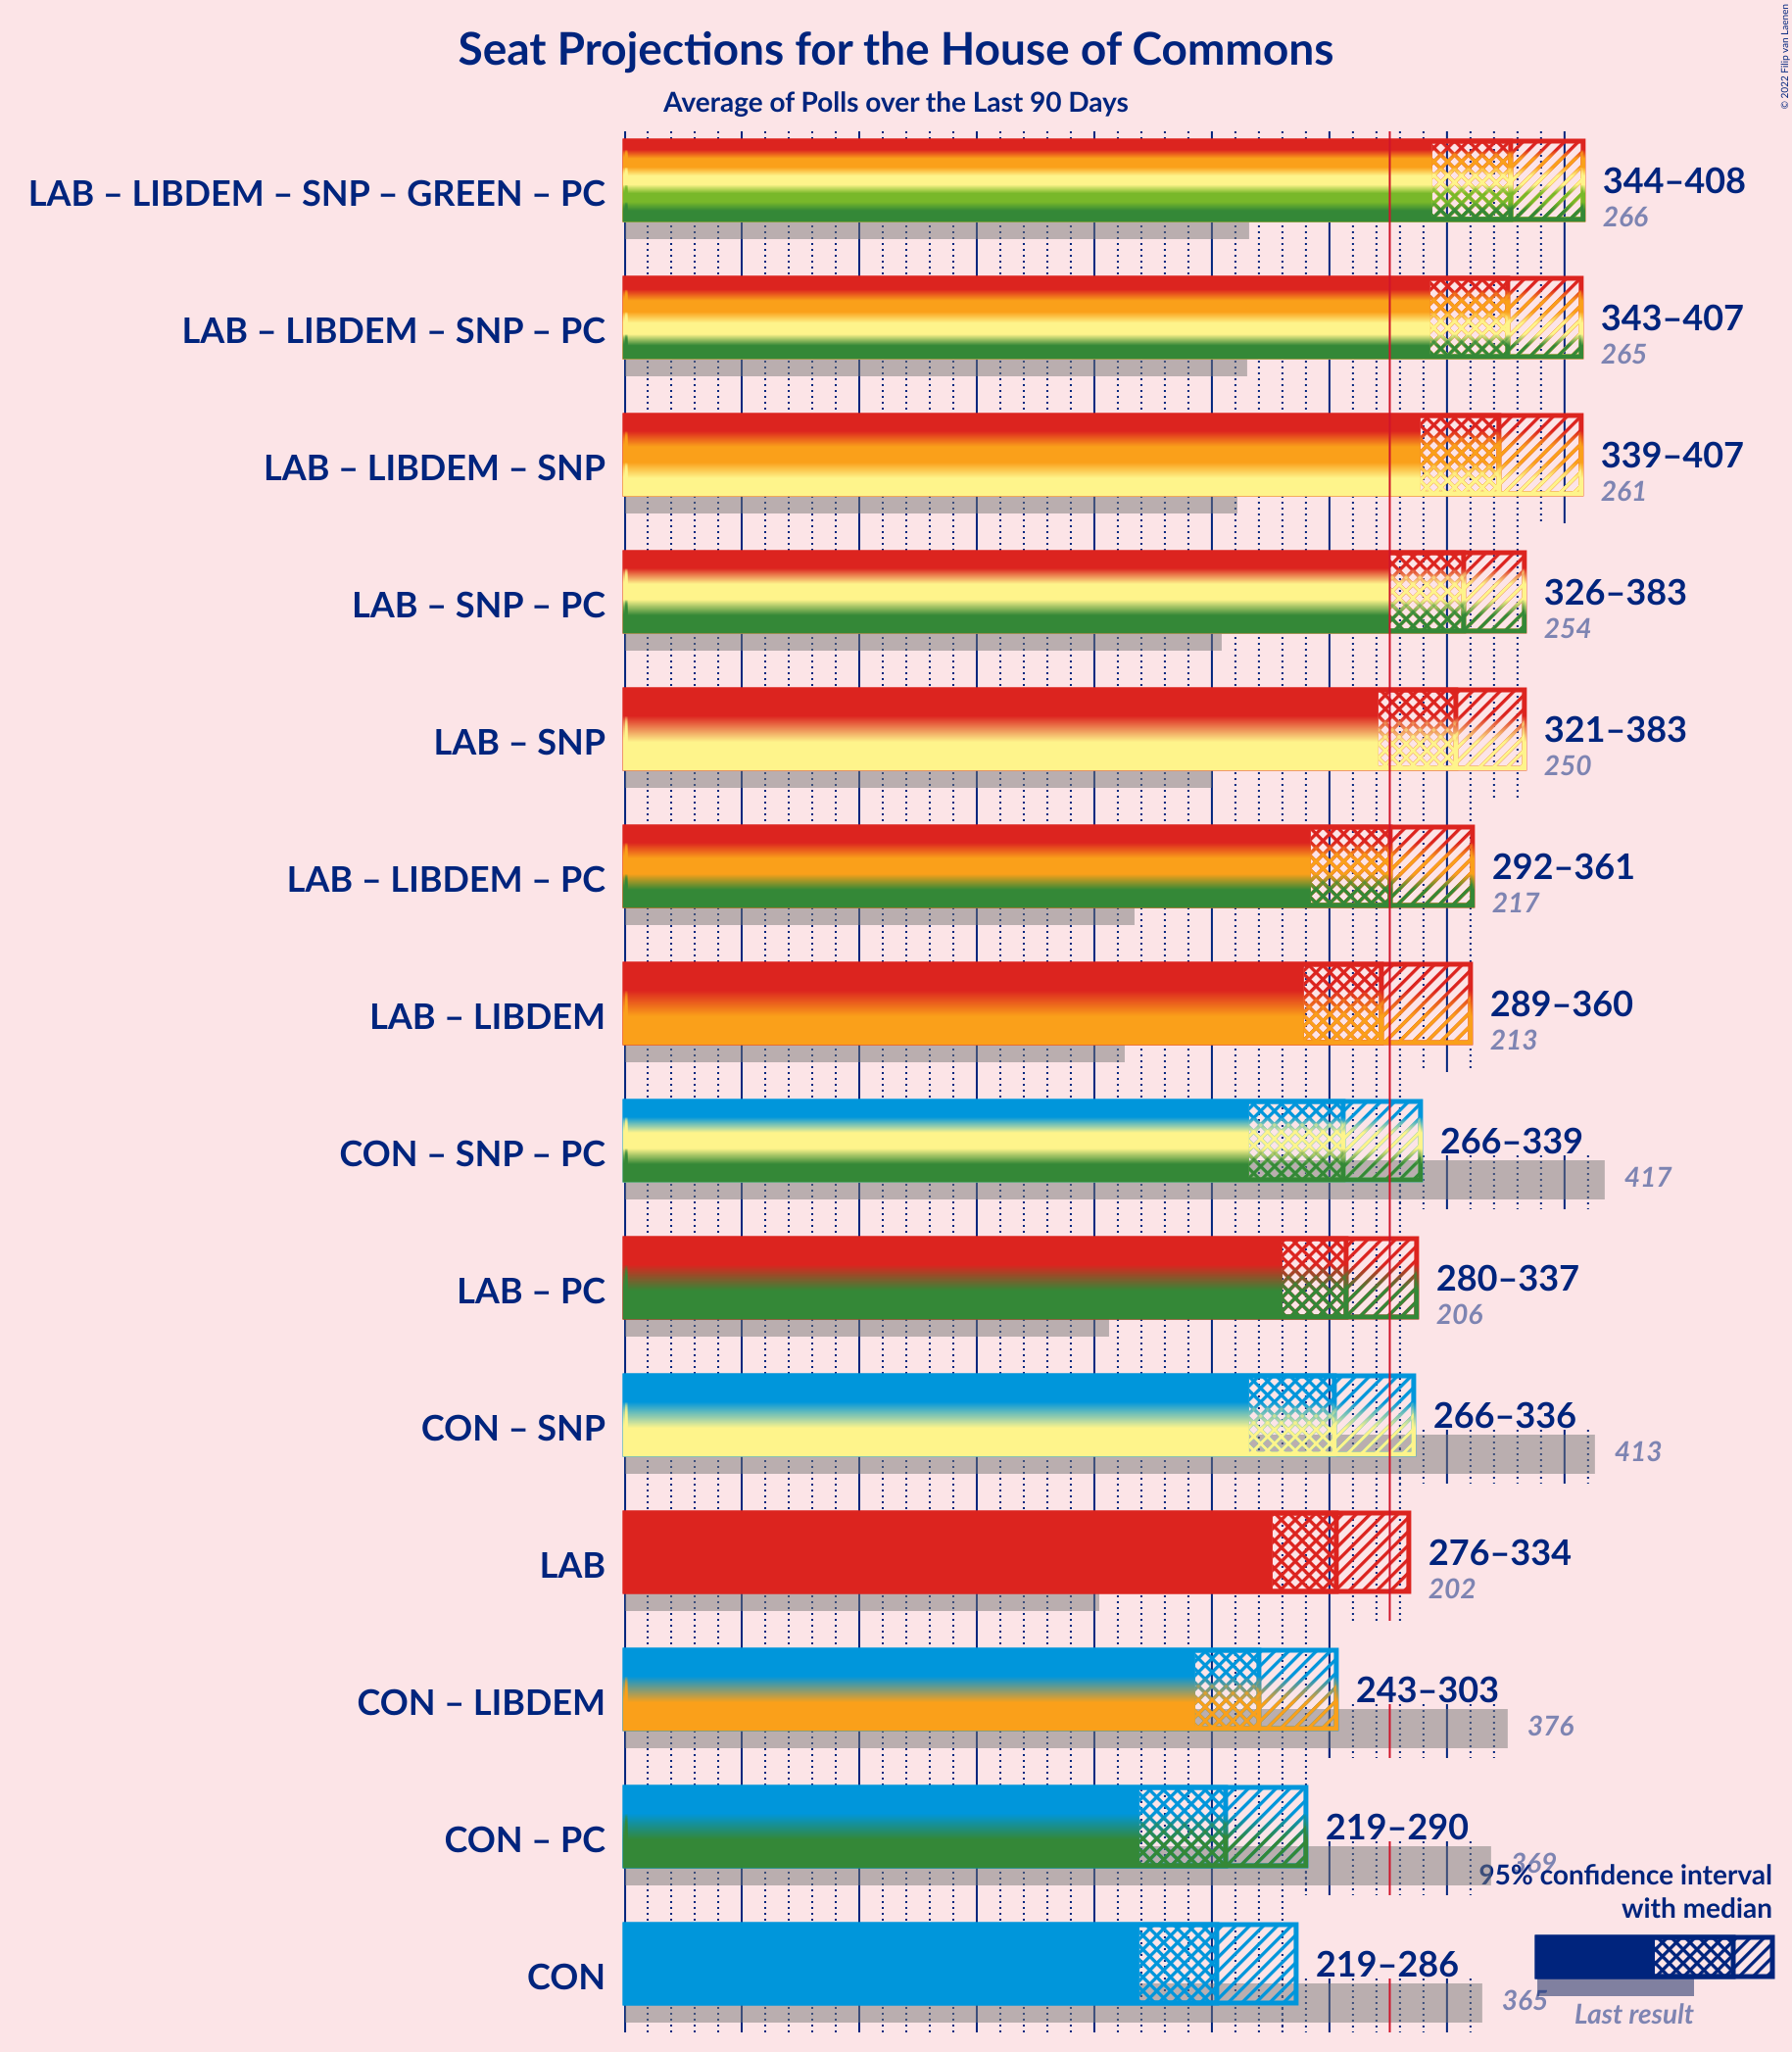 © 2022 Filip van Laenen
Seat Projections for the House of Commons
Average of Polls over the Last 90 Days
LAB – LIBDEM – SNP – GREEN – PC
344–408
266
LAB – LIBDEM – SNP – PC
343–407
265
LAB – LIBDEM – SNP
339–407
261
LAB – SNP – PC
326–383
254
LAB – SNP
321–383
250
LAB – LIBDEM – PC
292–361
217
LAB – LIBDEM
289–360
213
CON – SNP – PC
266–339
417
LAB – PC
280–337
206
CON – SNP
266–336
413
LAB
276–334
202
CON – LIBDEM
243–303
376
CON – PC
219–290
369
CON
219–286
365
95% confidence interval
with median
Last result